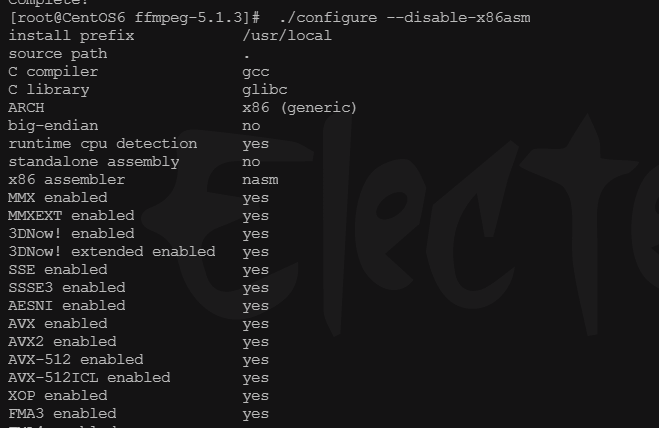 Complete!
[root@CentOS6 ffmpeg-5.1.3]#  ./configure --disable-x86asm
install prefix            /usr/local
source path               .
C compiler                gcc
C library                 glibc
ARCH                      x86 (generic)
big-endian                no
runtime cpu detection     yes
standalone assembly       no
x86 assembler             nasm
MMX enabled               yes
MMXEXT enabled            yes
3DNow! enabled            yes
3DNow! extended enabled   yes
SSE enabled               yes
SSSE3 enabled             yes
AESNI enabled             yes
AVX enabled               yes
AVX2 enabled              yes
AVX-512 enabled           yes
AVX-512ICL enabled        yes
XOP enabled               yes
FMA3 enabled              yes
Electe